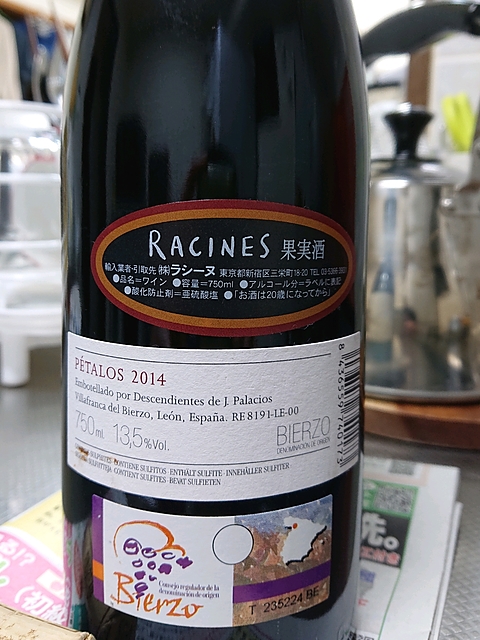 RACINES 果実酒
輸入業者・引取先 ㈱ラシーヌ 東京都新宿区三栄町18-20 TEL
●品名=ワイン ●容量=750ml ●アルコール分=ラベルに表記
●酸化防止剤=亜硫酸塩 ●「お酒は20歳になってから」
PÉTALOS 2014
Embotellado por Descendientes de J. Palacios
Villafranca del Bierzo, León, España. RE 8191-LE-00
750 ml. 13,5 %Vol.
BIERZO
DENOMINACIÓN DE ORIGEN
SULFITES · CONTIENE SULFITOS · ENTHÄLT SULFITE · INNEHÅLLER SULFITER
CONTIENT SULFITES · BEVAT SULFIETEN
Bierzo
Consejo regulador de la
denominación de origen
T 235224 BE
先。